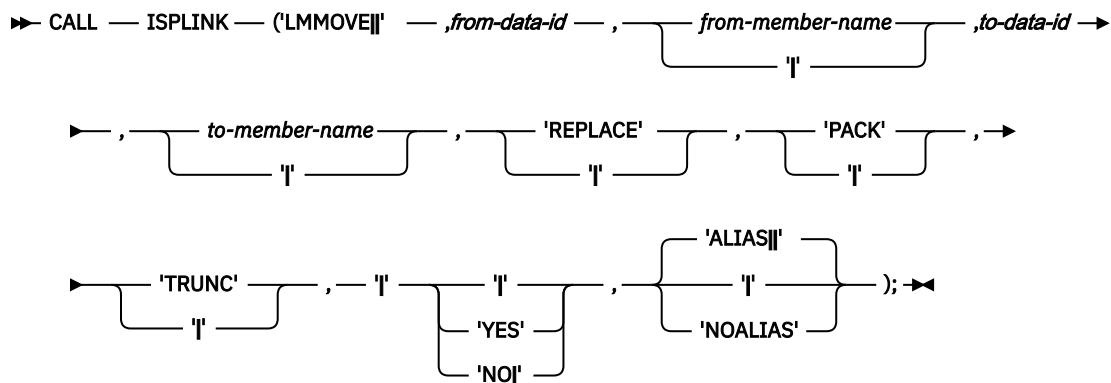 CALL ISPLINK ('LMMOVE‖' ,from-data-id , from-member-name ,to-data-id
'|'
, to-member-name , 'REPLACE' , 'PACK' ,
'|' '|' '|'
'ALIAS‖'
'TRUNC' , '|' '|' , '|' );
'|' 'YES' 'NOALIAS'
'NO|'